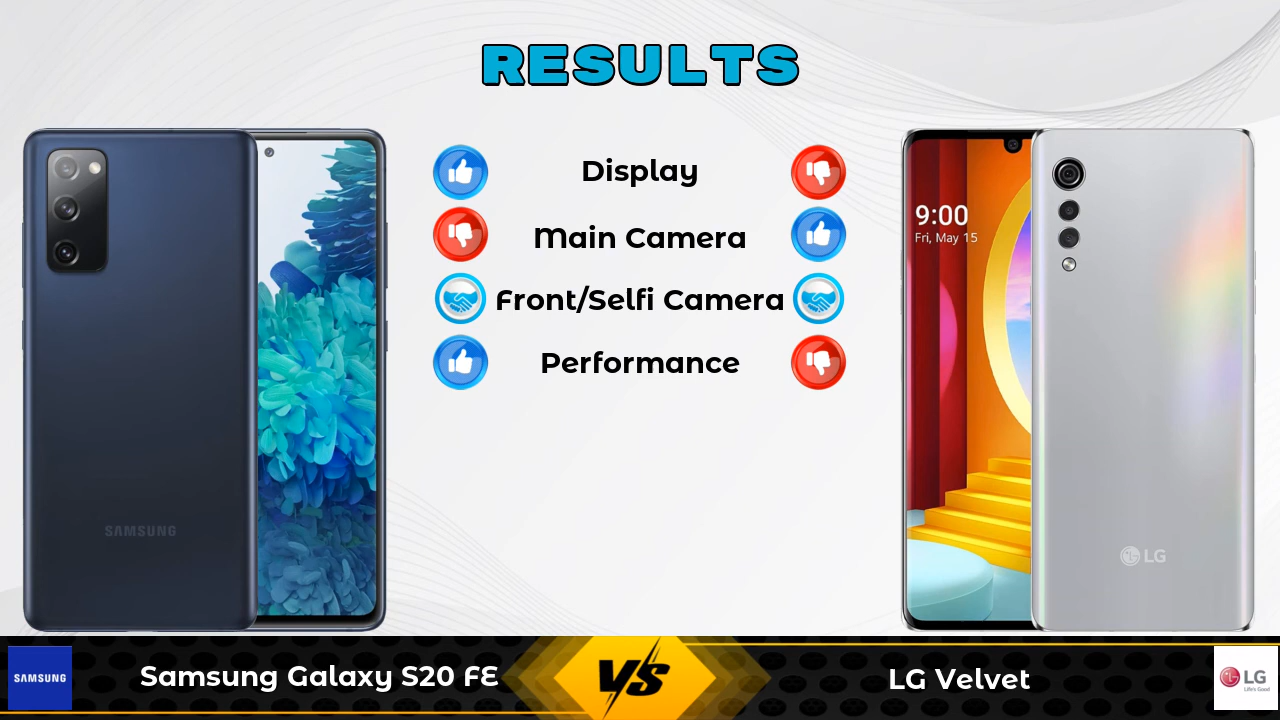 RESULTS
Display
Main Camera
Front/Selfi Camera
Performance
9:00
Fri, May 15
SAMSUNG
LG
SAMSUNG
Samsung Galaxy S20 FE
VS
LG Velvet
LG
Life's Good